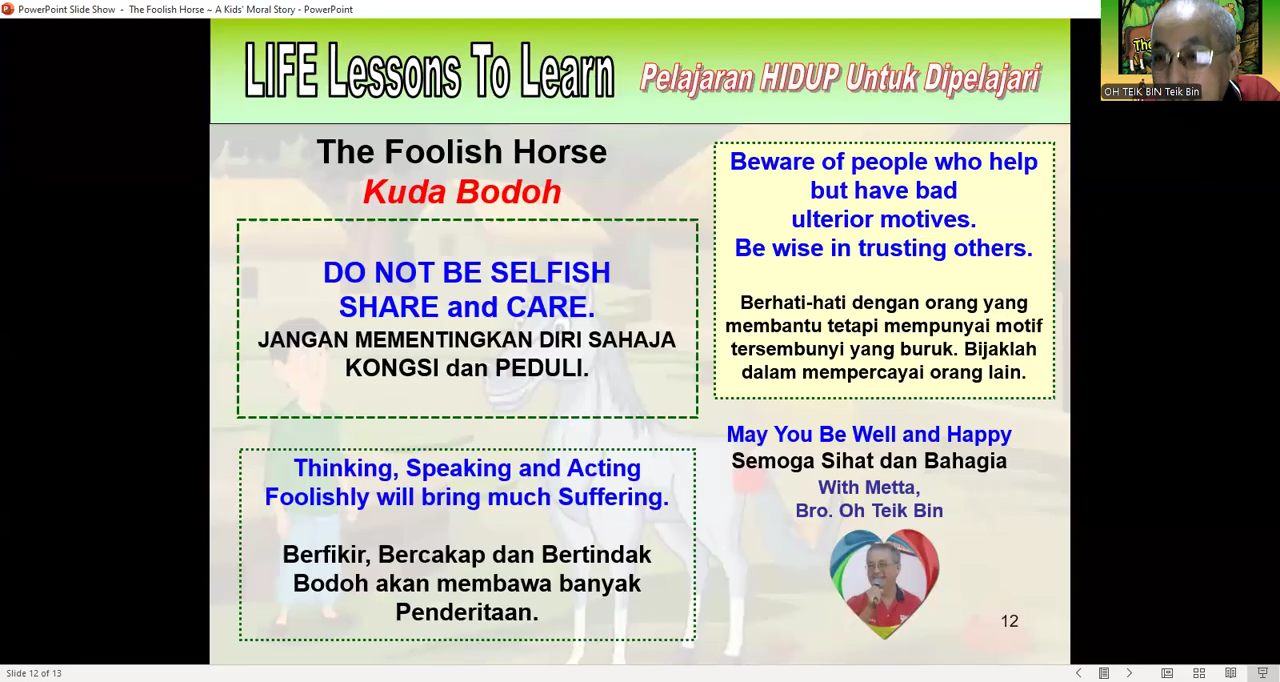 PowerPoint Slide Show - The Foolish Horse ~ A Kids' Moral Story - PowerPoint
LIFE Lessons To Learn
Pelajaran HIDUP Untuk Dipelajari
The
OH TEIK BIN Teik Bin
The Foolish Horse
Kuda Bodoh
DO NOT BE SELFISH
SHARE and CARE.
JANGAN MEMENTINGKAN DIRI SAHAJA
KONGSI dan PEDULI.
Thinking, Speaking and Acting
Foolishly will bring much Suffering.
Berfikir, Bercakap dan Bertindak
Bodoh akan membawa banyak
Penderitaan.
Beware of people who help
but have bad
ulterior motives.
Be wise in trusting others.
Berhati-hati dengan orang yang
membantu tetapi mempunyai motif
tersembunyi yang buruk. Bijaklah
dalam mempercayai orang lain.
May You Be Well and Happy
Semoga Sihat dan Bahagia
With Metta,
Bro. Oh Teik Bin
12
Slide 12 of 13